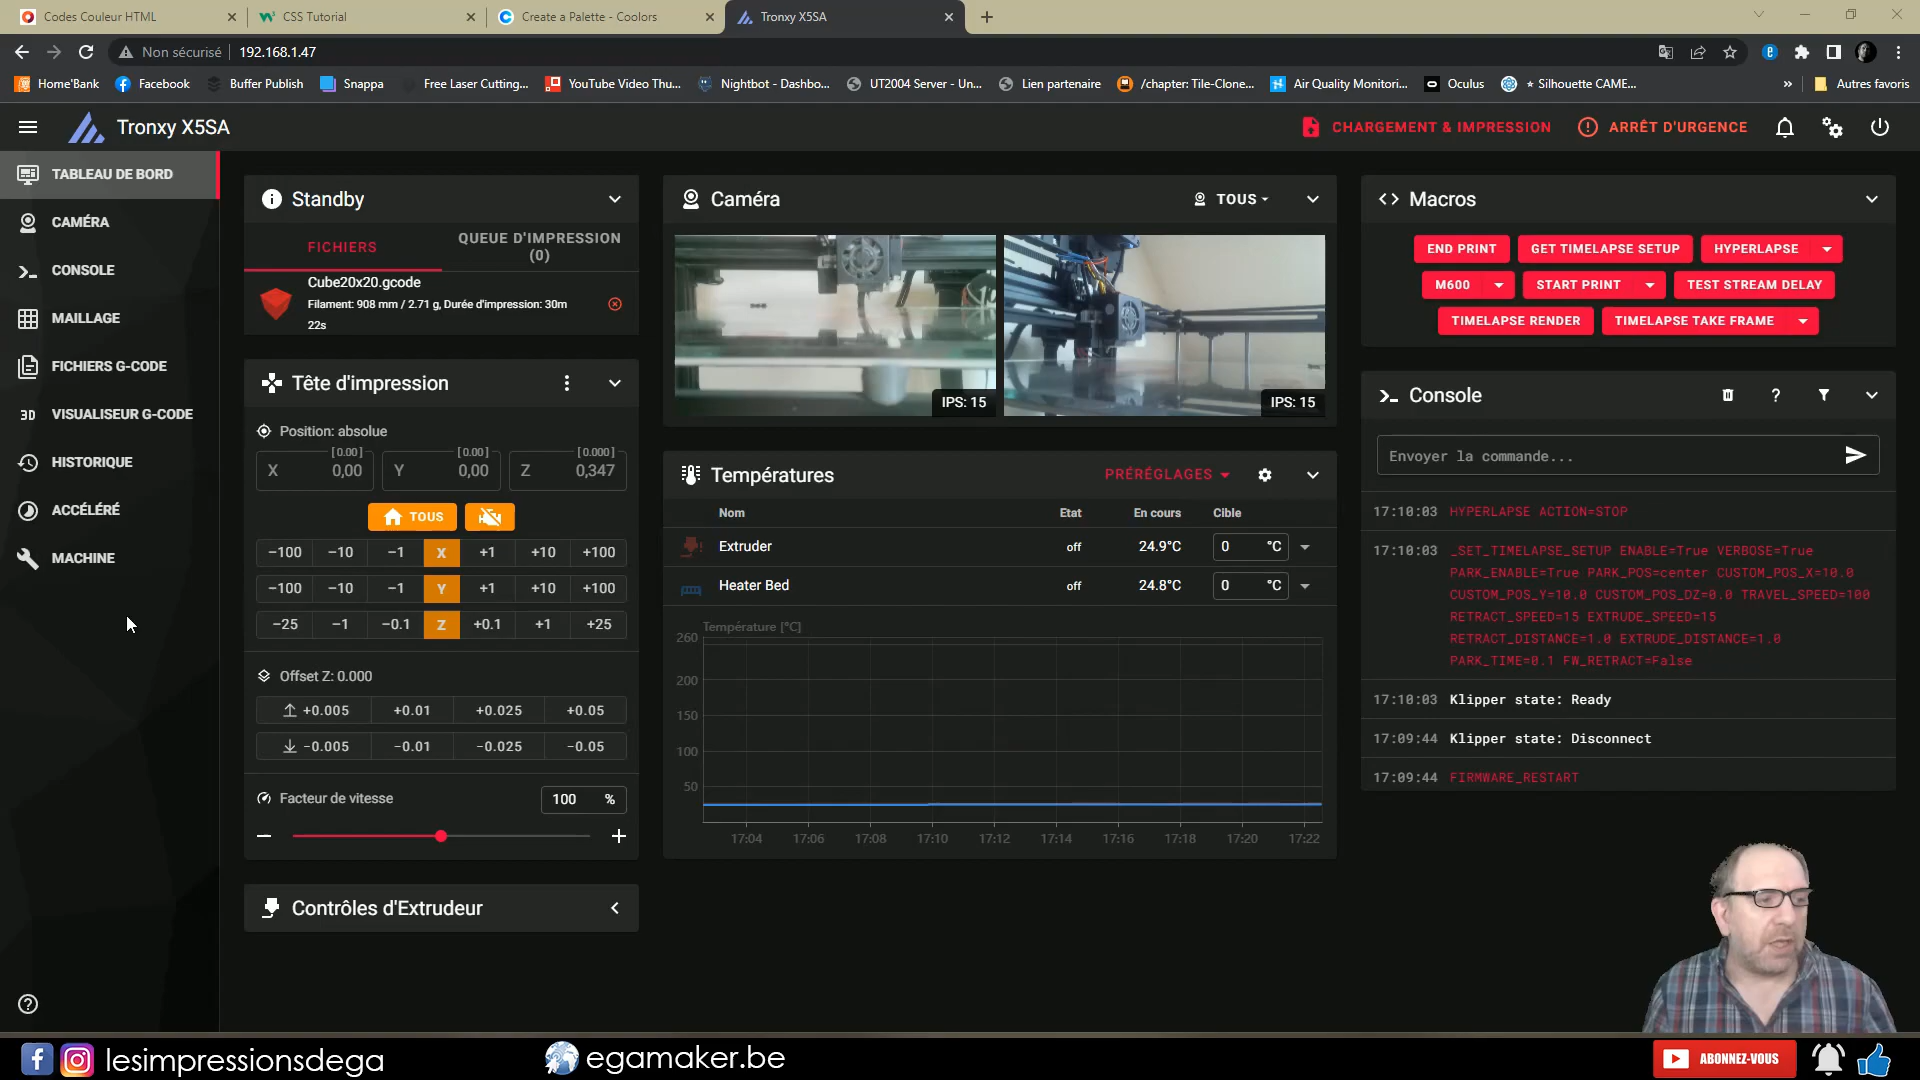 Codes Couleur HTML
CSS Tutorial
Create a Palette - Coolors
Tronxy X5SA
Non sécurisé
192.168.1.47
Home'Bank
Facebook
Buffer Publish
Snappa
Free Laser Cutting...
YouTube Video Thu...
Nightbot - Dashbo...
UT2004 Server - Un...
Lien partenaire
/chapter: Tile-Clone...
Air Quality Monitori...
Oculus
Silhouette CAME...
»
Autres favoris
Tronxy X5SA
CHARGEMENT & IMPRESSION
ARRÊT D'URGENCE
TABLEAU DE BORD
CAMÉRA
CONSOLE
MAILLAGE
FICHIERS G-CODE
3D VISUALISEUR G-CODE
HISTORIQUE
ACCÉLÉRÉ
MACHINE
Standby
FICHIERS
QUEUE D'IMPRESSION
(0)
Cube20x20.gcode
Filament: 908 mm / 2.71 g, Durée d'impression: 30m
22s
Tête d'impression
Position: absolue
[0.00]
[0.00]
[0.000]
X 0,00
Y 0,00
Z 0,347
TOUS
−100 −10 −1 X +1 +10 +100
−100 −10 −1 Y +1 +10 +100
−25 −1 −0.1 Z +0.1 +1 +25
Offset Z: 0.000
+0.005 +0.01 +0.025 +0.05
−0.005 −0.01 −0.025 −0.05
Facteur de vitesse
100 %
Contrôles d'Extrudeur
Caméra
TOUS
IPS: 15
IPS: 15
Températures
PRÉRÉGLAGES
Nom Etat En cours Cible
Extruder off 24.9°C 0 °C
Heater Bed off 24.8°C 0 °C
Température [°C]
260
200
150
100
50
17:04 17:06 17:08 17:10 17:12 17:14 17:16 17:18 17:20 17:22
Macros
END PRINT
GET TIMELAPSE SETUP
HYPERLAPSE
M600
START PRINT
TEST STREAM DELAY
TIMELAPSE RENDER
TIMELAPSE TAKE FRAME
Console
Envoyer la commande...
17:10:03 HYPERLAPSE ACTION=STOP
17:10:03 _SET_TIMELAPSE_SETUP ENABLE=True VERBOSE=True
PARK_ENABLE=True PARK_POS=center CUSTOM_POS_X=10.0
CUSTOM_POS_Y=10.0 CUSTOM_POS_DZ=0.0 TRAVEL_SPEED=100
RETRACT_SPEED=15 EXTRUDE_SPEED=15
RETRACT_DISTANCE=1.0 EXTRUDE_DISTANCE=1.0
PARK_TIME=0.1 FW_RETRACT=False
17:10:03 Klipper state: Ready
17:09:44 Klipper state: Disconnect
17:09:44 FIRMWARE_RESTART
lesimpressionsdega
egamaker.be
ABONNEZ-VOUS